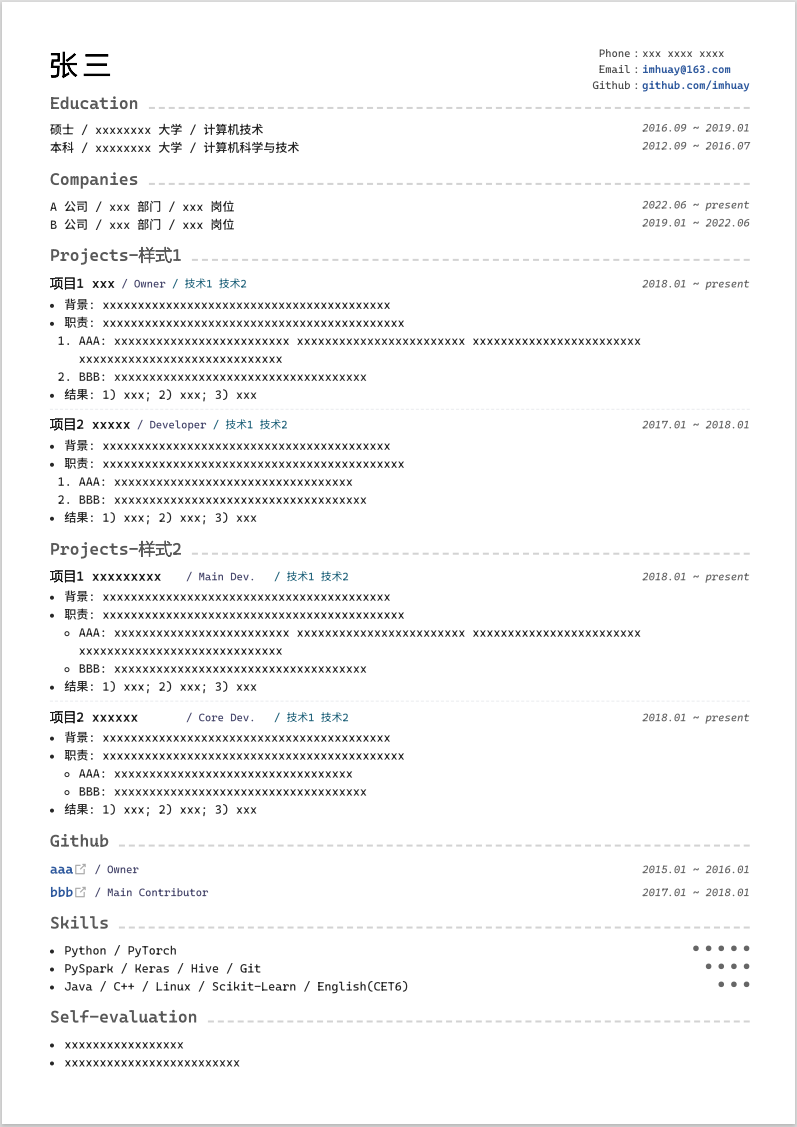 张三
Phone : xxx xxxx xxxx
Email : imhuay@163.com
Github : github.com/imhuay
Education
硕士 / xxxxxxxx 大学 / 计算机技术 2016.09 ~ 2019.01
本科 / xxxxxxxx 大学 / 计算机科学与技术 2012.09 ~ 2016.07
Companies
A 公司 / xxx 部门 / xxx 岗位 2022.06 ~ present
B 公司 / xxx 部门 / xxx 岗位 2019.01 ~ 2022.06
Projects-样式1
项目1 xxx / Owner / 技术1 技术2 2018.01 ~ present
• 背景: xxxxxxxxxxxxxxxxxxxxxxxxxxxxxxxxxxxxxxxxx
• 职责: xxxxxxxxxxxxxxxxxxxxxxxxxxxxxxxxxxxxxxxxxxx
1. AAA: xxxxxxxxxxxxxxxxxxxxxxxxx xxxxxxxxxxxxxxxxxxxxxxxx xxxxxxxxxxxxxxxxxxxxxxxx
xxxxxxxxxxxxxxxxxxxxxxxxxxxxx
2. BBB: xxxxxxxxxxxxxxxxxxxxxxxxxxxxxxxxxxxx
• 结果: 1) xxx; 2) xxx; 3) xxx
项目2 xxxxx / Developer / 技术1 技术2 2017.01 ~ 2018.01
• 背景: xxxxxxxxxxxxxxxxxxxxxxxxxxxxxxxxxxxxxxxxx
• 职责: xxxxxxxxxxxxxxxxxxxxxxxxxxxxxxxxxxxxxxxxxxx
1. AAA: xxxxxxxxxxxxxxxxxxxxxxxxxxxxxxxxxx
2. BBB: xxxxxxxxxxxxxxxxxxxxxxxxxxxxxxxxxxxx
• 结果: 1) xxx; 2) xxx; 3) xxx
Projects-样式2
项目1 xxxxxxxxx / Main Dev. / 技术1 技术2 2018.01 ~ present
• 背景: xxxxxxxxxxxxxxxxxxxxxxxxxxxxxxxxxxxxxxxxx
• 职责: xxxxxxxxxxxxxxxxxxxxxxxxxxxxxxxxxxxxxxxxxxx
◦ AAA: xxxxxxxxxxxxxxxxxxxxxxxxx xxxxxxxxxxxxxxxxxxxxxxxx xxxxxxxxxxxxxxxxxxxxxxxx
xxxxxxxxxxxxxxxxxxxxxxxxxxxxx
◦ BBB: xxxxxxxxxxxxxxxxxxxxxxxxxxxxxxxxxxxx
• 结果: 1) xxx; 2) xxx; 3) xxx
项目2 xxxxxx / Core Dev. / 技术1 技术2 2018.01 ~ present
• 背景: xxxxxxxxxxxxxxxxxxxxxxxxxxxxxxxxxxxxxxxxx
• 职责: xxxxxxxxxxxxxxxxxxxxxxxxxxxxxxxxxxxxxxxxxxx
◦ AAA: xxxxxxxxxxxxxxxxxxxxxxxxxxxxxxxxxx
◦ BBB: xxxxxxxxxxxxxxxxxxxxxxxxxxxxxxxxxxxx
• 结果: 1) xxx; 2) xxx; 3) xxx
Github
aaa / Owner 2015.01 ~ 2016.01
bbb / Main Contributor 2017.01 ~ 2018.01
Skills
• Python / PyTorch
• PySpark / Keras / Hive / Git
• Java / C++ / Linux / Scikit-Learn / English(CET6)
Self-evaluation
• xxxxxxxxxxxxxxxxx
• xxxxxxxxxxxxxxxxxxxxxxxxx